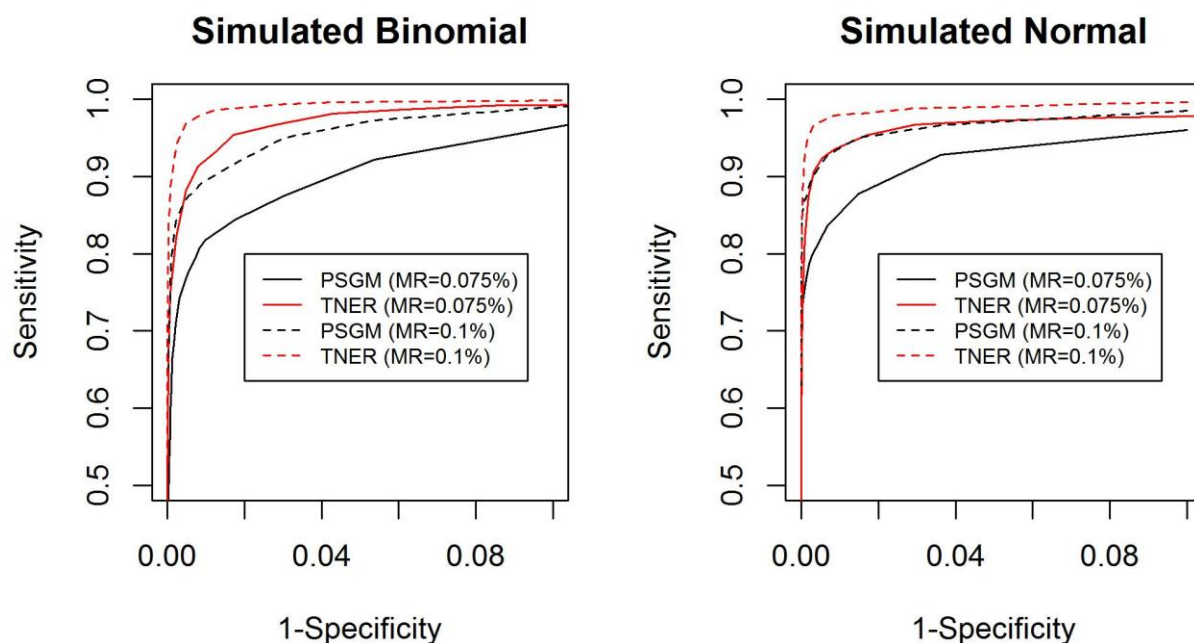 Simulated Binomial
Sensitivity
1.0
0.9
0.8
0.7
0.6
0.5
PSGM (MR=0.075%)
TNER (MR=0.075%)
PSGM (MR=0.1%)
TNER (MR=0.1%)
0.00 0.04 0.08
1-Specificity
Simulated Normal
Sensitivity
1.0
0.9
0.8
0.7
0.6
0.5
PSGM (MR=0.075%)
TNER (MR=0.075%)
PSGM (MR=0.1%)
TNER (MR=0.1%)
0.00 0.04 0.08
1-Specificity